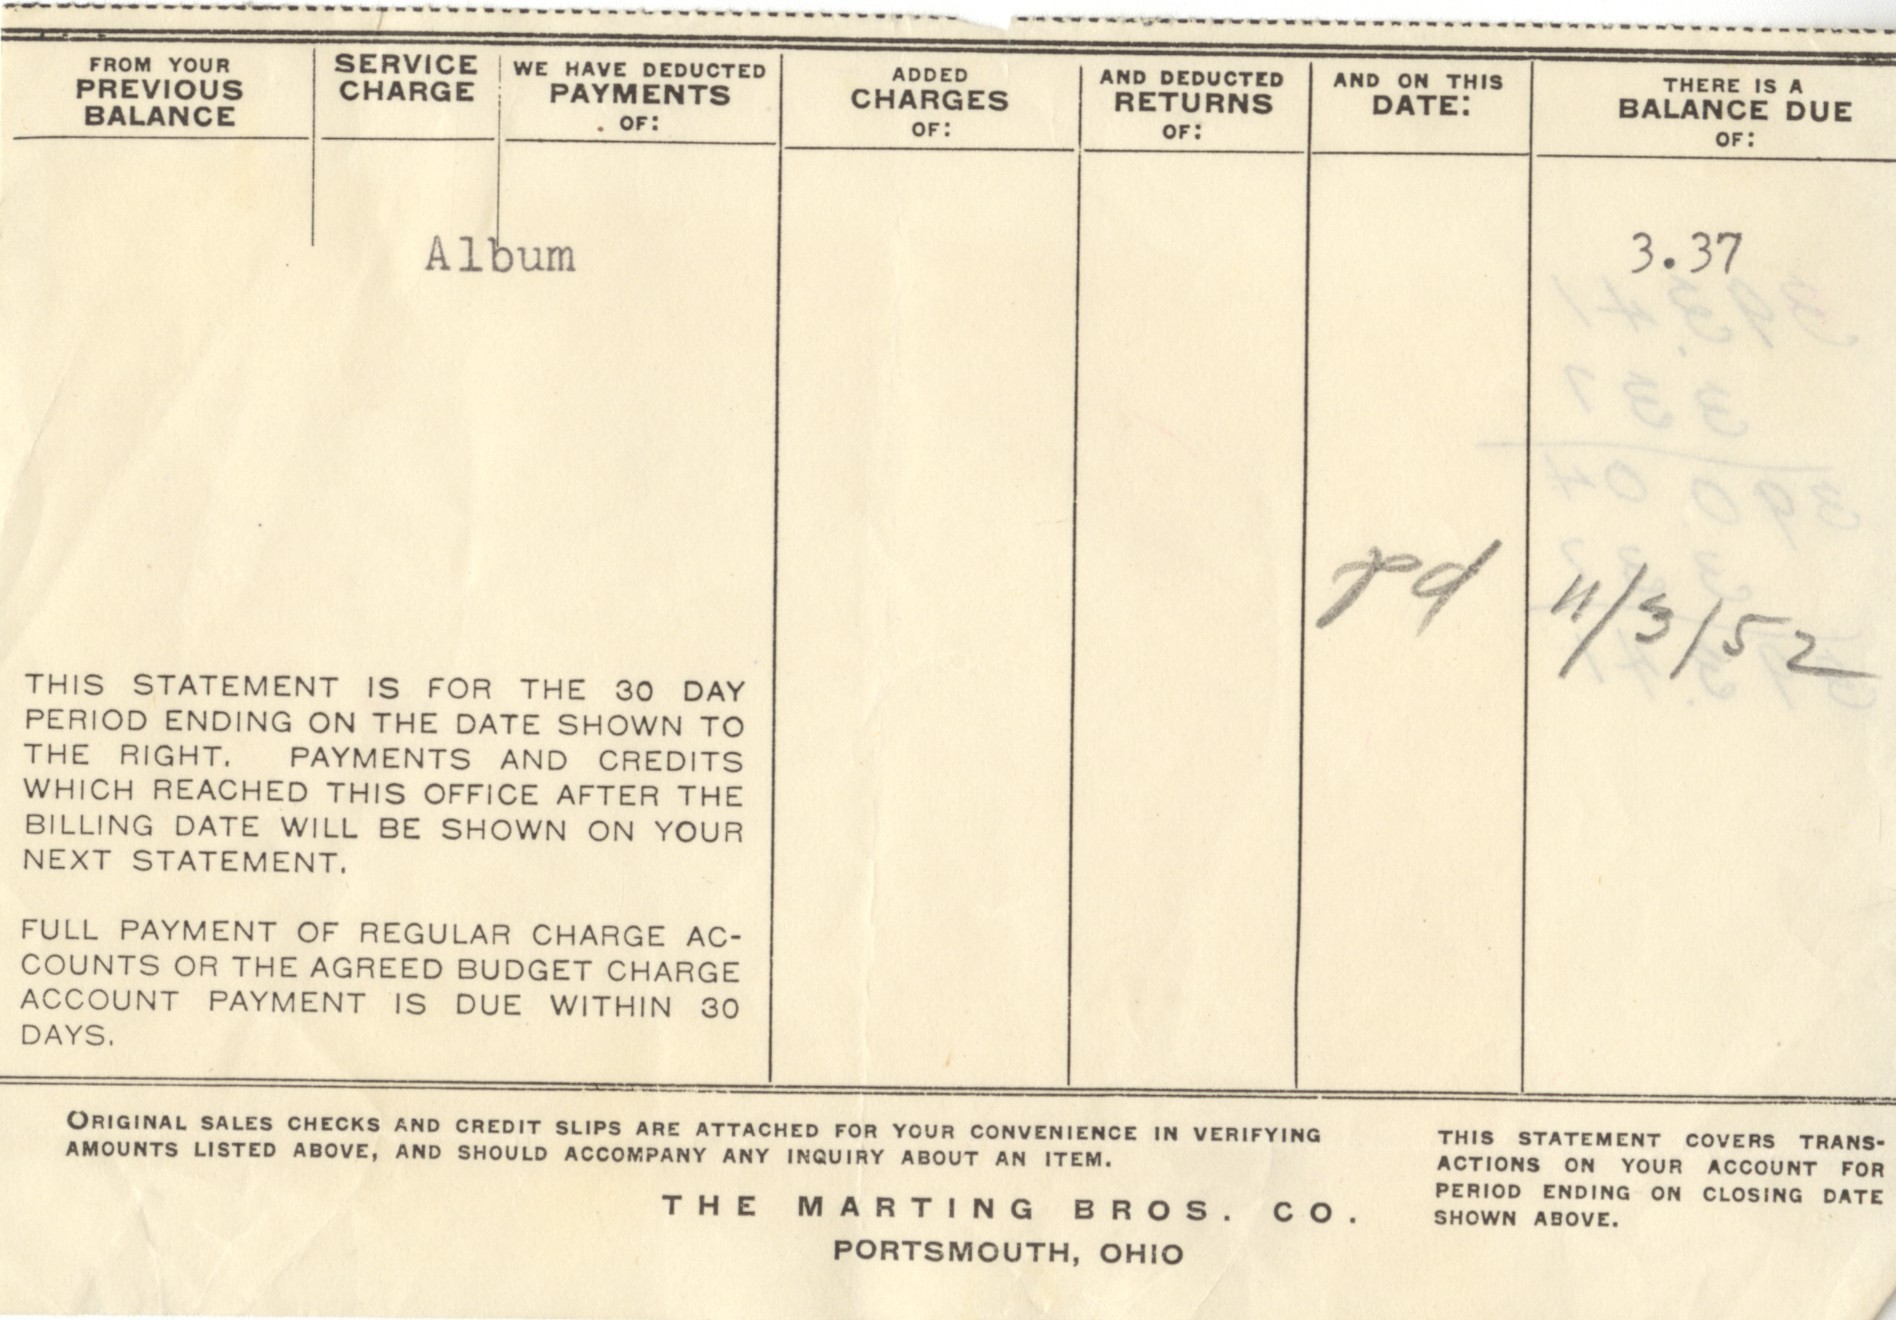 FROM YOUR
PREVIOUS
BALANCE
SERVICE
CHARGE
WE HAVE DEDUCTED
PAYMENTS
OF:
ADDED
CHARGES
OF:
AND DEDUCTED
RETURNS
OF:
AND ON THIS
DATE:
THERE IS A
BALANCE DUE
OF:
Album 3.37
pd 11/3/52
THIS STATEMENT IS FOR THE 30 DAY
PERIOD ENDING ON THE DATE SHOWN TO
THE RIGHT. PAYMENTS AND CREDITS
WHICH REACHED THIS OFFICE AFTER THE
BILLING DATE WILL BE SHOWN ON YOUR
NEXT STATEMENT.
FULL PAYMENT OF REGULAR CHARGE AC-
COUNTS OR THE AGREED BUDGET CHARGE
ACCOUNT PAYMENT IS DUE WITHIN 30
DAYS.
ORIGINAL SALES CHECKS AND CREDIT SLIPS ARE ATTACHED FOR YOUR CONVENIENCE IN VERIFYING
AMOUNTS LISTED ABOVE, AND SHOULD ACCOMPANY ANY INQUIRY ABOUT AN ITEM.
THE MARTING BROS. CO.
PORTSMOUTH, OHIO
THIS STATEMENT COVERS TRANS-
ACTIONS ON YOUR ACCOUNT FOR
PERIOD ENDING ON CLOSING DATE
SHOWN ABOVE.